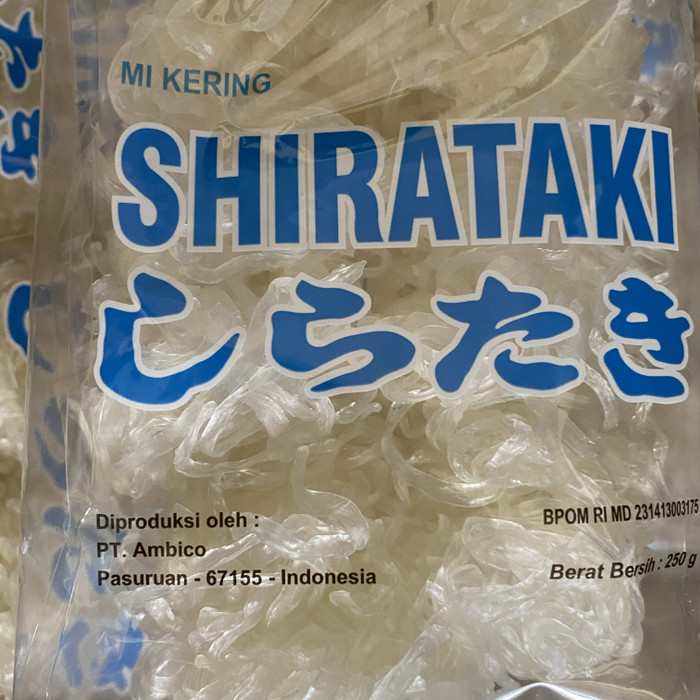 MI KERING
SHIRATAKI
しらたき
Diproduksi oleh :
PT. Ambico
Pasuruan - 67155 - Indonesia
BPOM RI MD 231413003175
Berat Bersih : 250 g